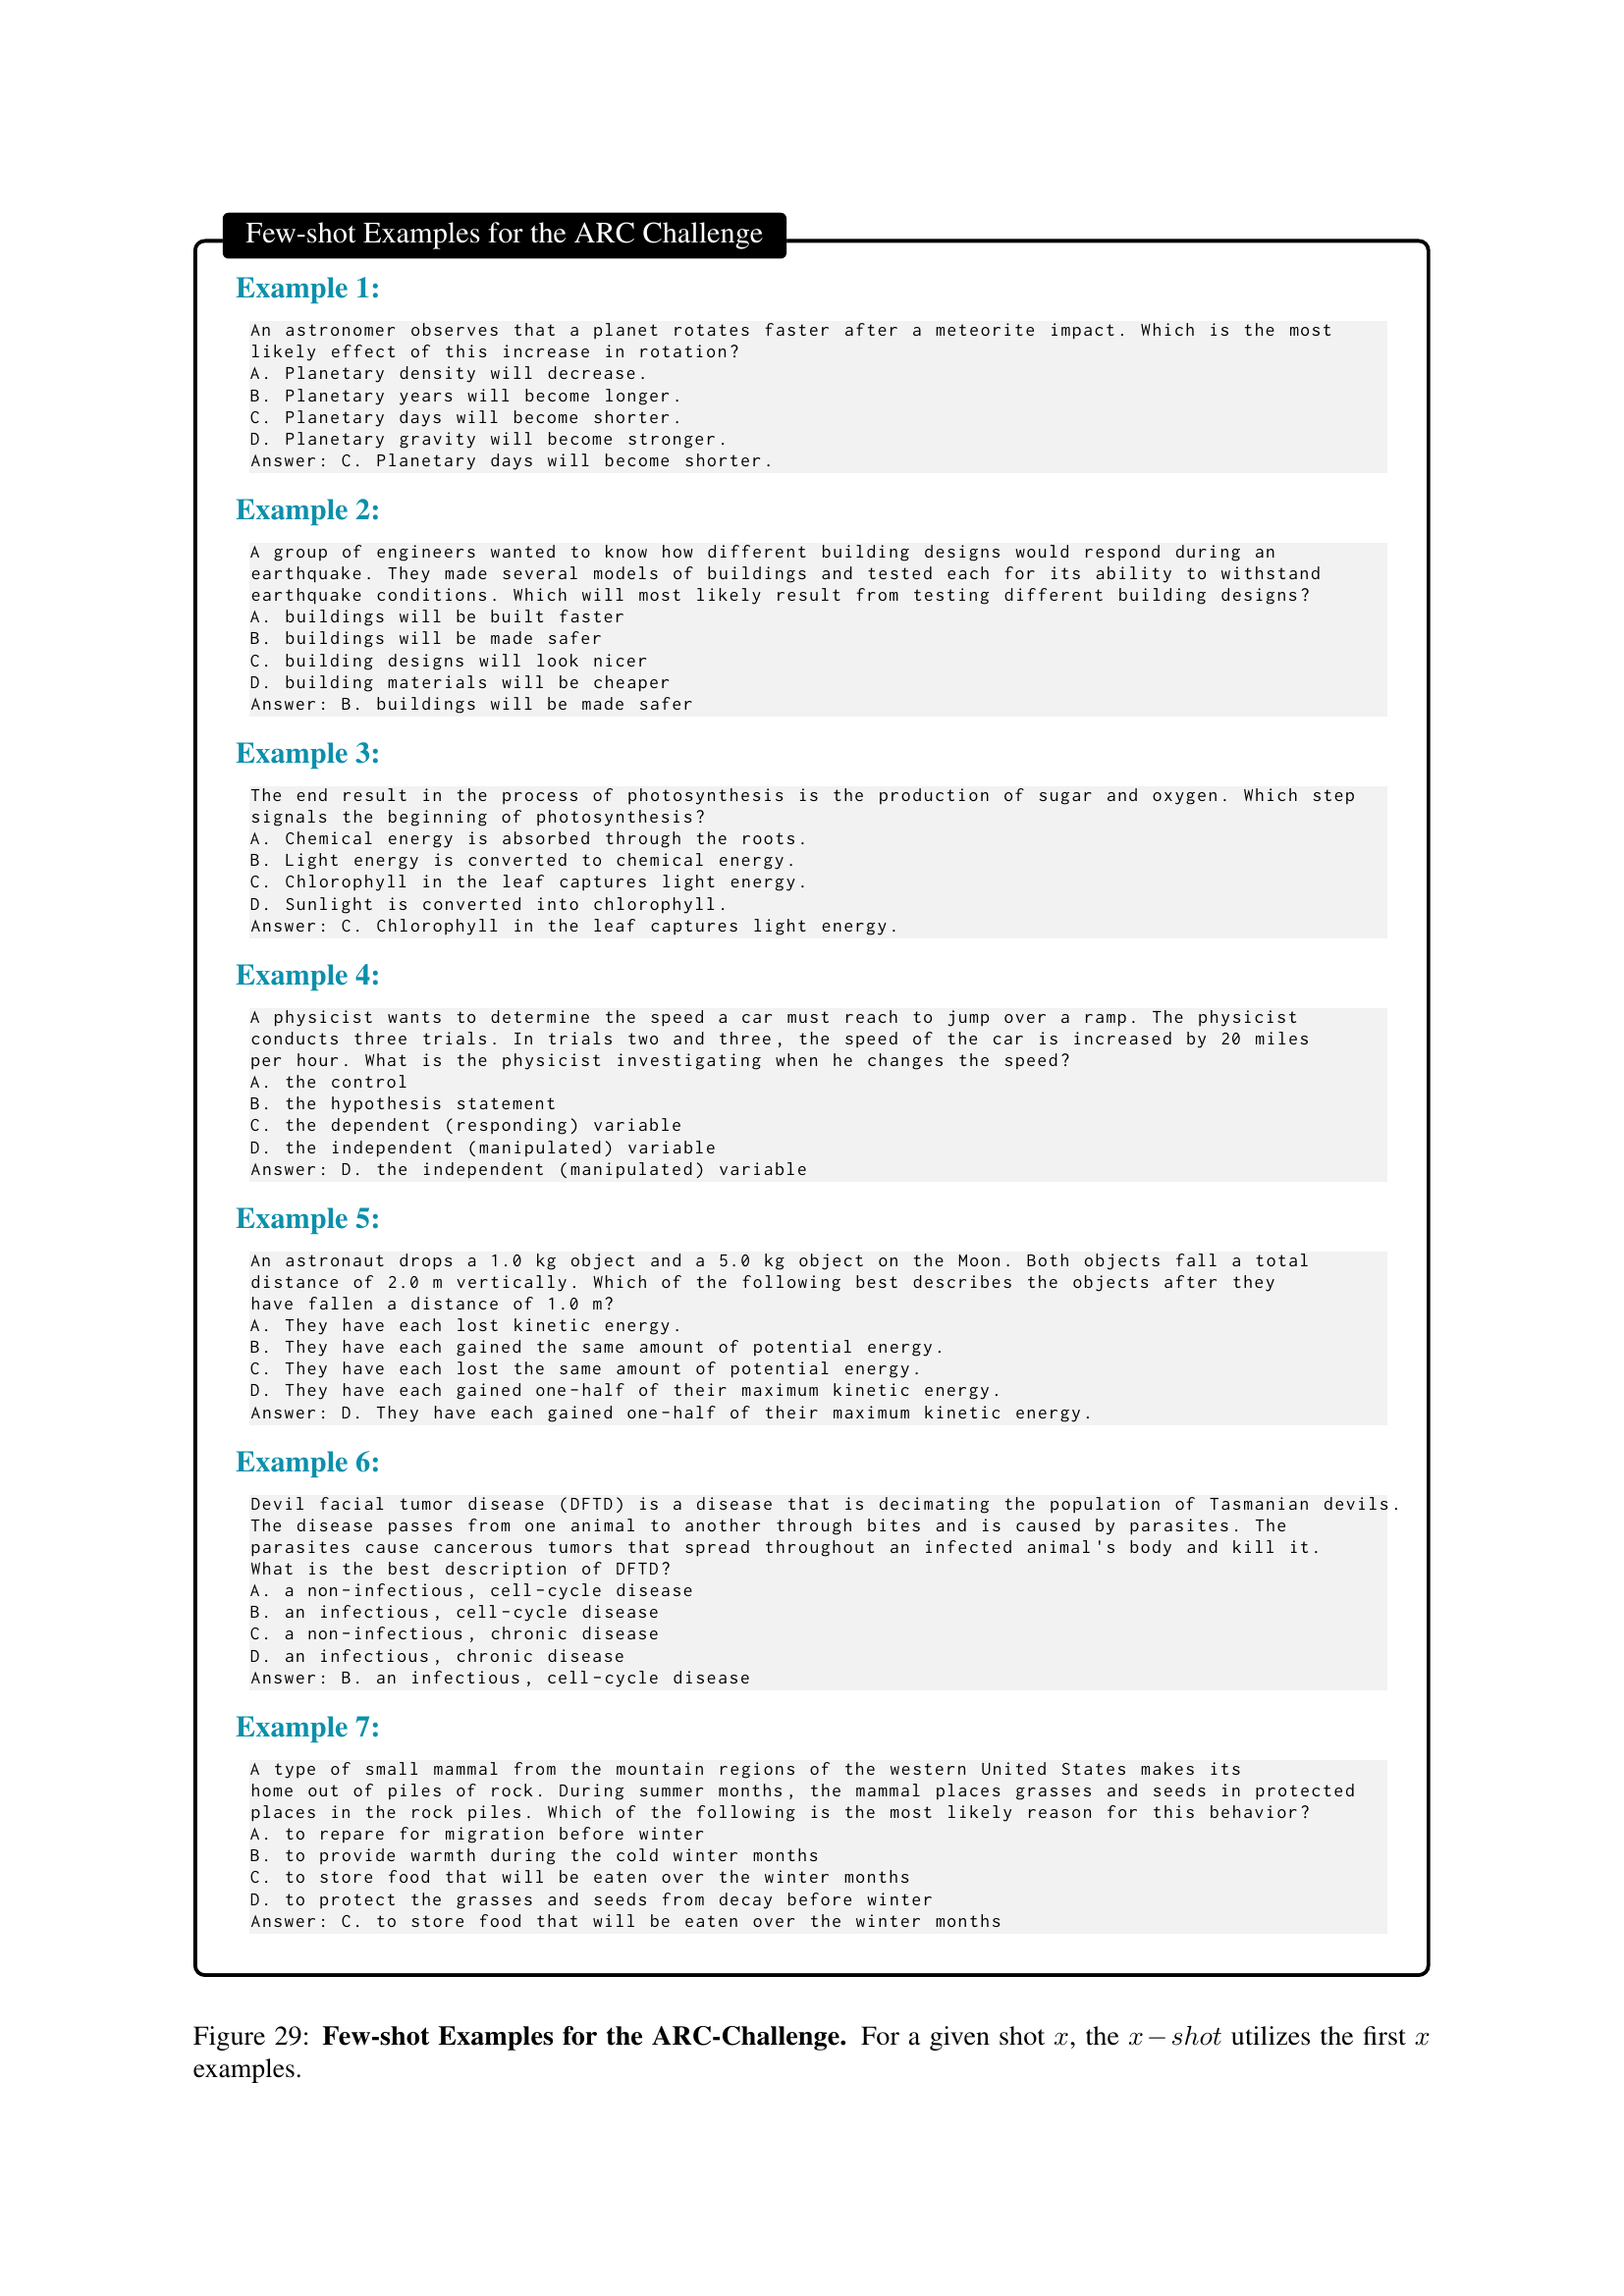 Few-shot Examples for the ARC Challenge
Example 1:
An astronomer observes that a planet rotates faster after a meteorite impact. Which is the most
likely effect of this increase in rotation?
A. Planetary density will decrease.
B. Planetary years will become longer.
C. Planetary days will become shorter.
D. Planetary gravity will become stronger.
Answer: C. Planetary days will become shorter.
Example 2:
A group of engineers wanted to know how different building designs would respond during an
earthquake. They made several models of buildings and tested each for its ability to withstand
earthquake conditions. Which will most likely result from testing different building designs?
A. buildings will be built faster
B. buildings will be made safer
C. building designs will look nicer
D. building materials will be cheaper
Answer: B. buildings will be made safer
Example 3:
The end result in the process of photosynthesis is the production of sugar and oxygen. Which step
signals the beginning of photosynthesis?
A. Chemical energy is absorbed through the roots.
B. Light energy is converted to chemical energy.
C. Chlorophyll in the leaf captures light energy.
D. Sunlight is converted into chlorophyll.
Answer: C. Chlorophyll in the leaf captures light energy.
Example 4:
A physicist wants to determine the speed a car must reach to jump over a ramp. The physicist
conducts three trials. In trials two and three, the speed of the car is increased by 20 miles
per hour. What is the physicist investigating when he changes the speed?
A. the control
B. the hypothesis statement
C. the dependent (responding) variable
D. the independent (manipulated) variable
Answer: D. the independent (manipulated) variable
Example 5:
An astronaut drops a 1.0 kg object and a 5.0 kg object on the Moon. Both objects fall a total
distance of 2.0 m vertically. Which of the following best describes the objects after they
have fallen a distance of 1.0 m?
A. They have each lost kinetic energy.
B. They have each gained the same amount of potential energy.
C. They have each lost the same amount of potential energy.
D. They have each gained one-half of their maximum kinetic energy.
Answer: D. They have each gained one-half of their maximum kinetic energy.
Example 6:
Devil facial tumor disease (DFTD) is a disease that is decimating the population of Tasmanian devils.
The disease passes from one animal to another through bites and is caused by parasites. The
parasites cause cancerous tumors that spread throughout an infected animal's body and kill it.
What is the best description of DFTD?
A. a non-infectious, cell-cycle disease
B. an infectious, cell-cycle disease
C. a non-infectious, chronic disease
D. an infectious, chronic disease
Answer: B. an infectious, cell-cycle disease
Example 7:
A type of small mammal from the mountain regions of the western United States makes its
home out of piles of rock. During summer months, the mammal places grasses and seeds in protected
places in the rock piles. Which of the following is the most likely reason for this behavior?
A. to repare for migration before winter
B. to provide warmth during the cold winter months
C. to store food that will be eaten over the winter months
D. to protect the grasses and seeds from decay before winter
Answer: C. to store food that will be eaten over the winter months
Figure 29: Few-shot Examples for the ARC-Challenge. For a given shot x, the x − shot utilizes the first x
examples.